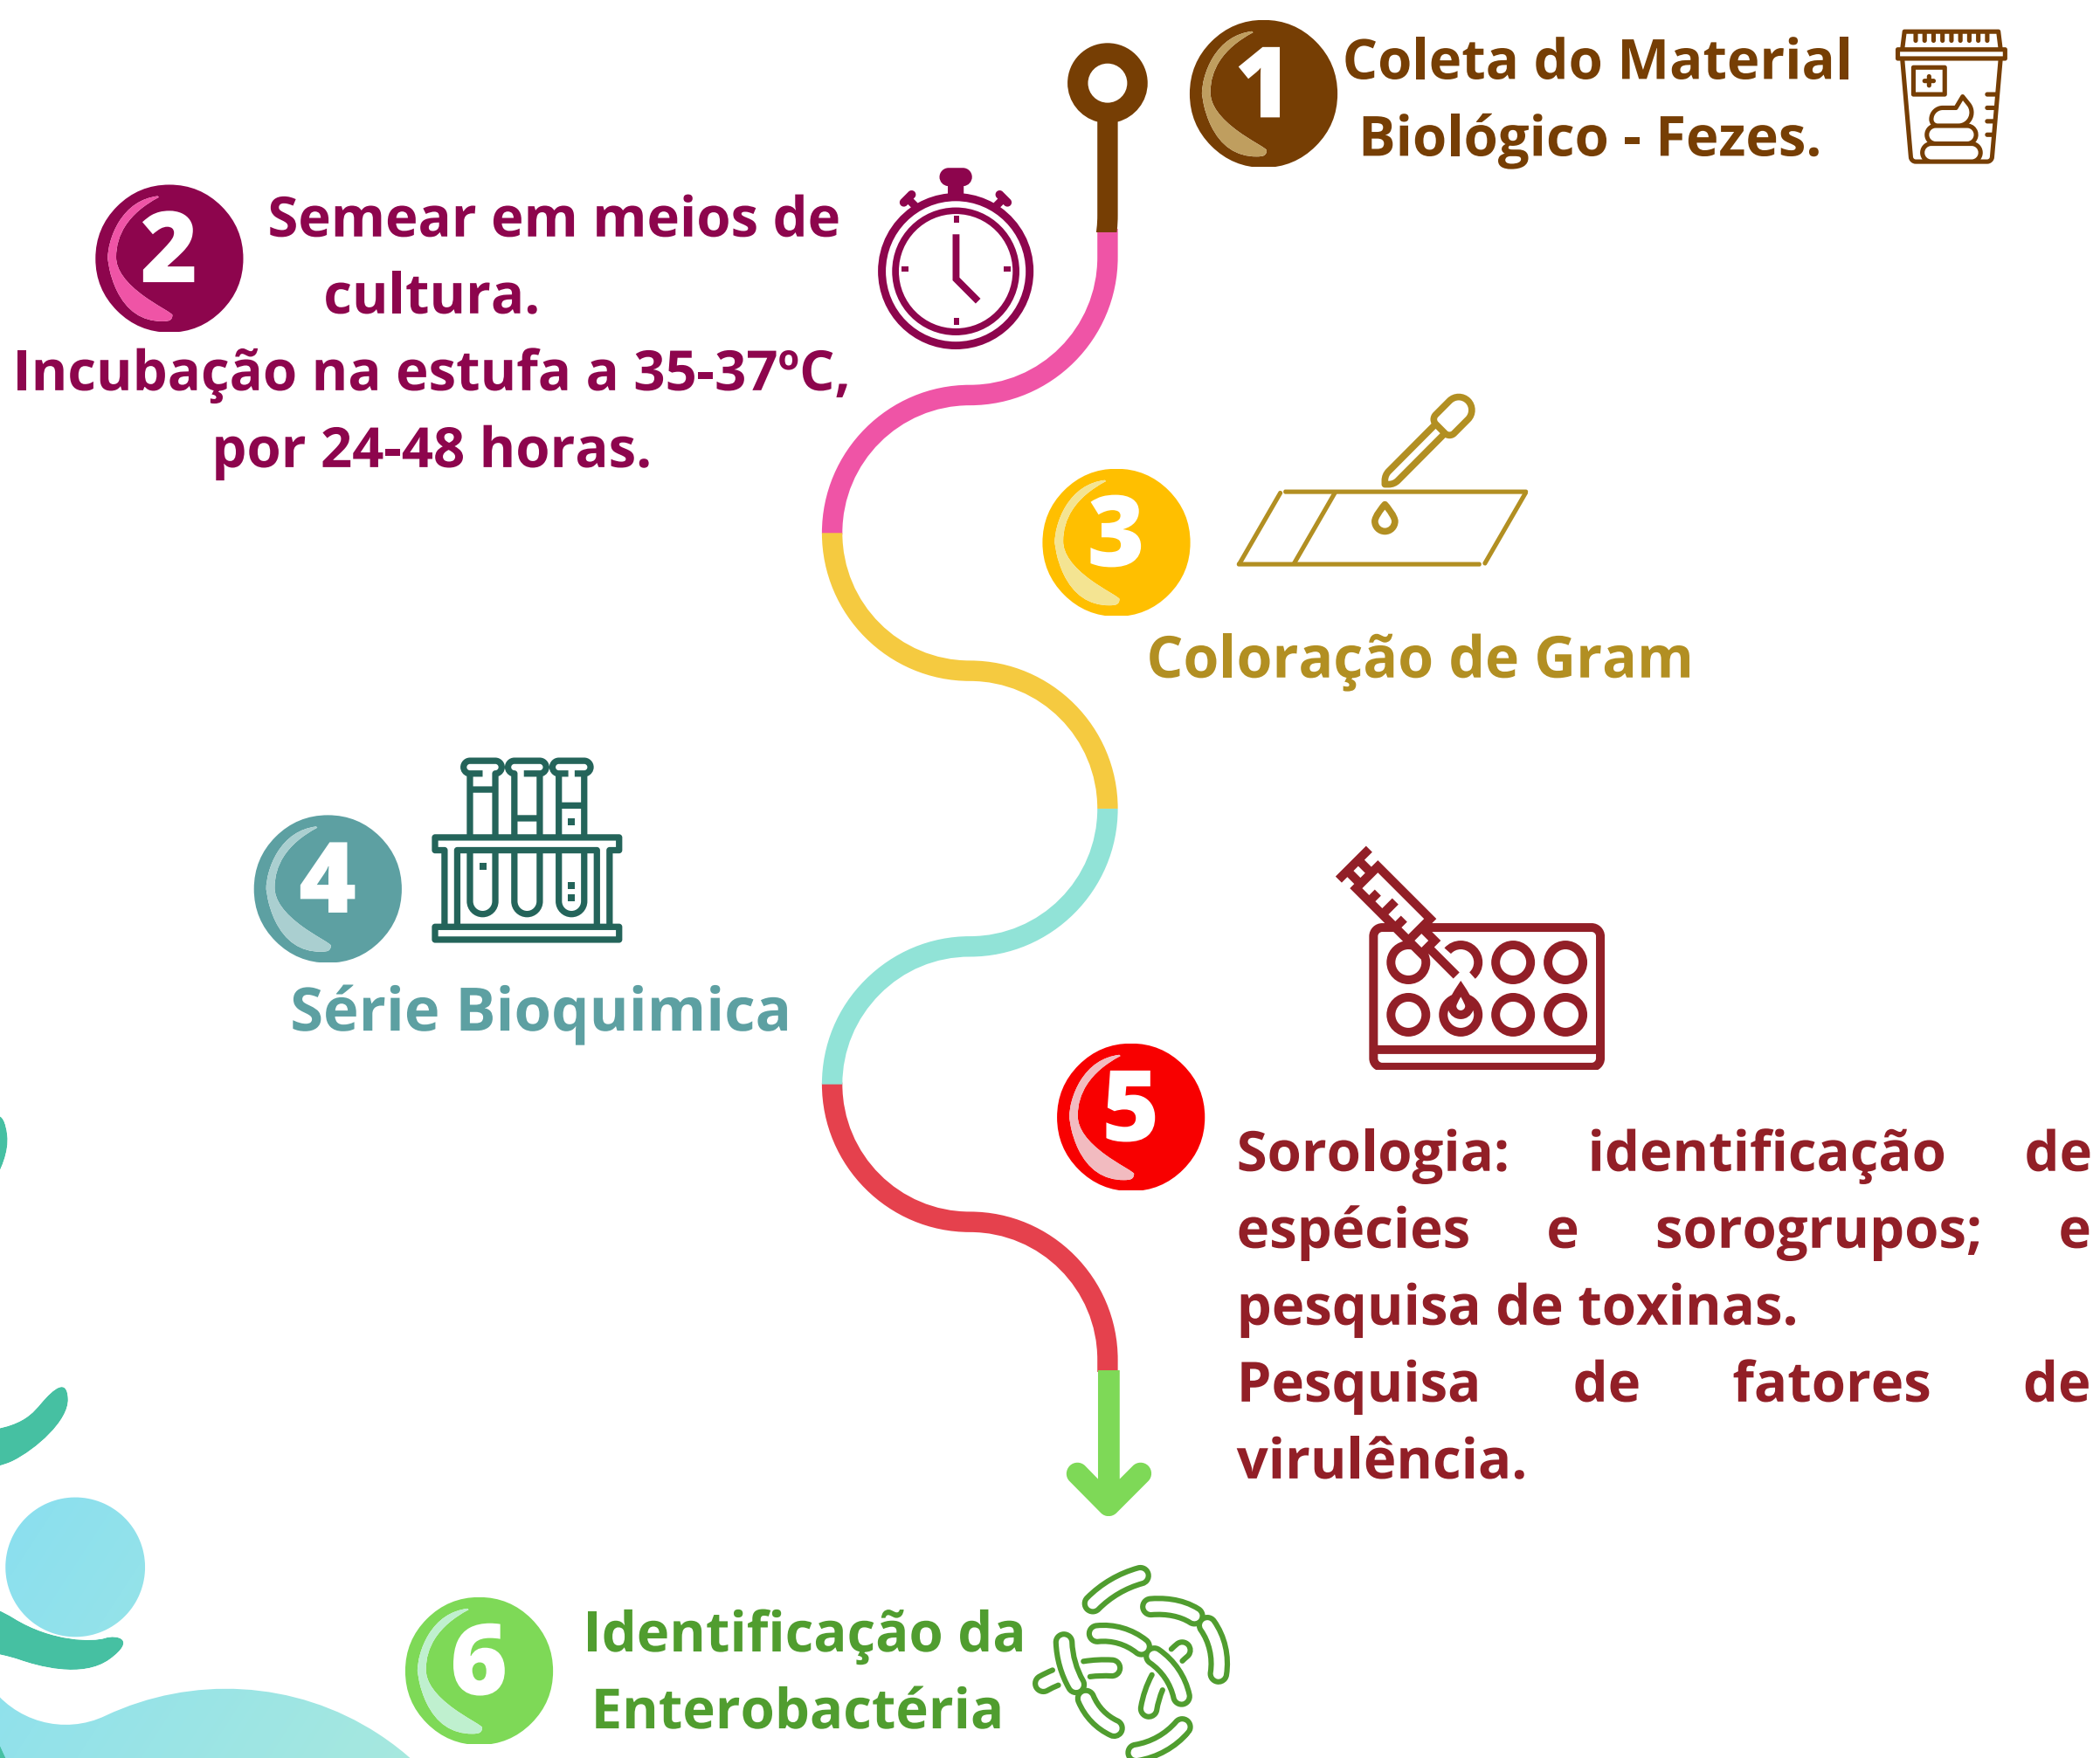 1
Coleta do Material
Biológico - Fezes.
2
Semear em meios de
cultura.
Incubação na estufa a 35-37ºC,
por 24-48 horas.
3
Coloração de Gram
4
Série Bioquimica
5
Sorologia: identificação de
espécies e sorogrupos; e
pesquisa de toxinas.
Pesquisa de fatores de
virulência.
6
Identificação da
Enterobactéria